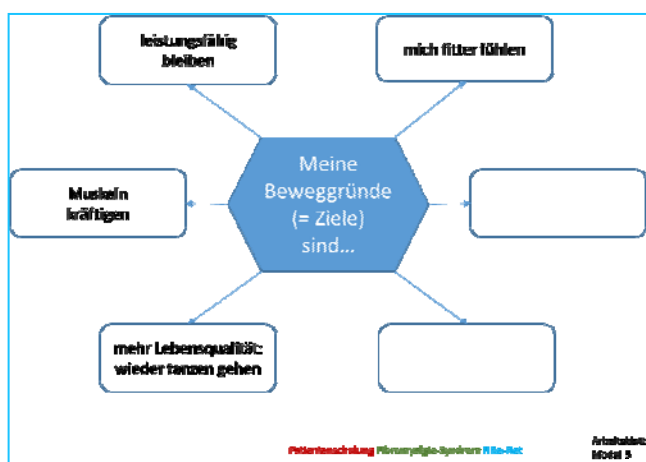 leistungsfähig
bleiben
mich fitter fühlen
Meine
Beweggründe
(= Ziele)
sind...
Muskeln
kräftigen
mehr Lebensqualität:
wieder tanzen gehen
Patientenschulung Fibromyalgie-Syndrom
Modul 5